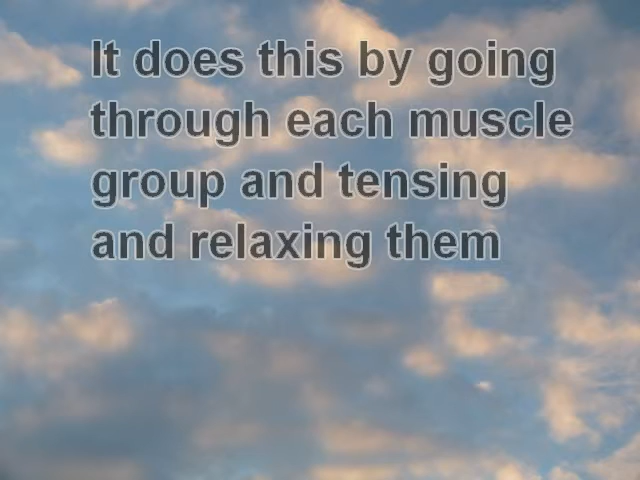 It does this by going
through each muscle
group and tensing
and relaxing them